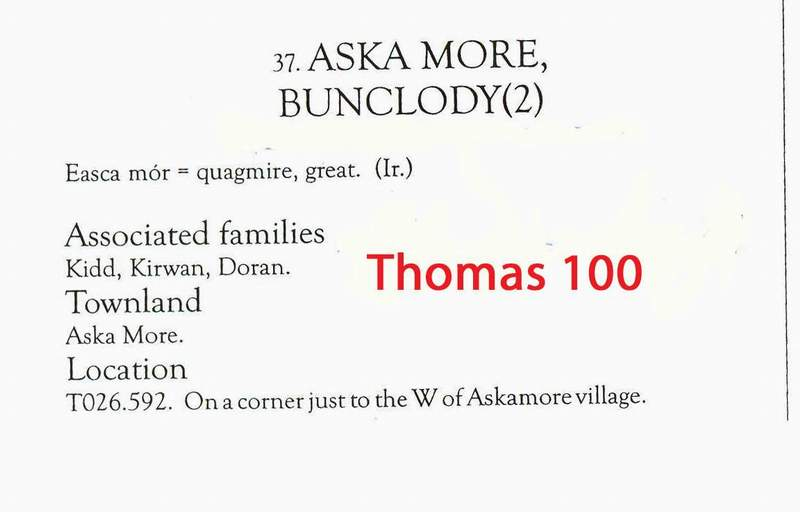 37. ASKA MORE,
BUNCLODY(2)
Easca mór = quagmire, great. (Ir.)
Associated families
Kidd, Kirwan, Doran.
Thomas 100
Townland
Aska More.
Location
T026.592. On a corner just to the W of Askamore village.